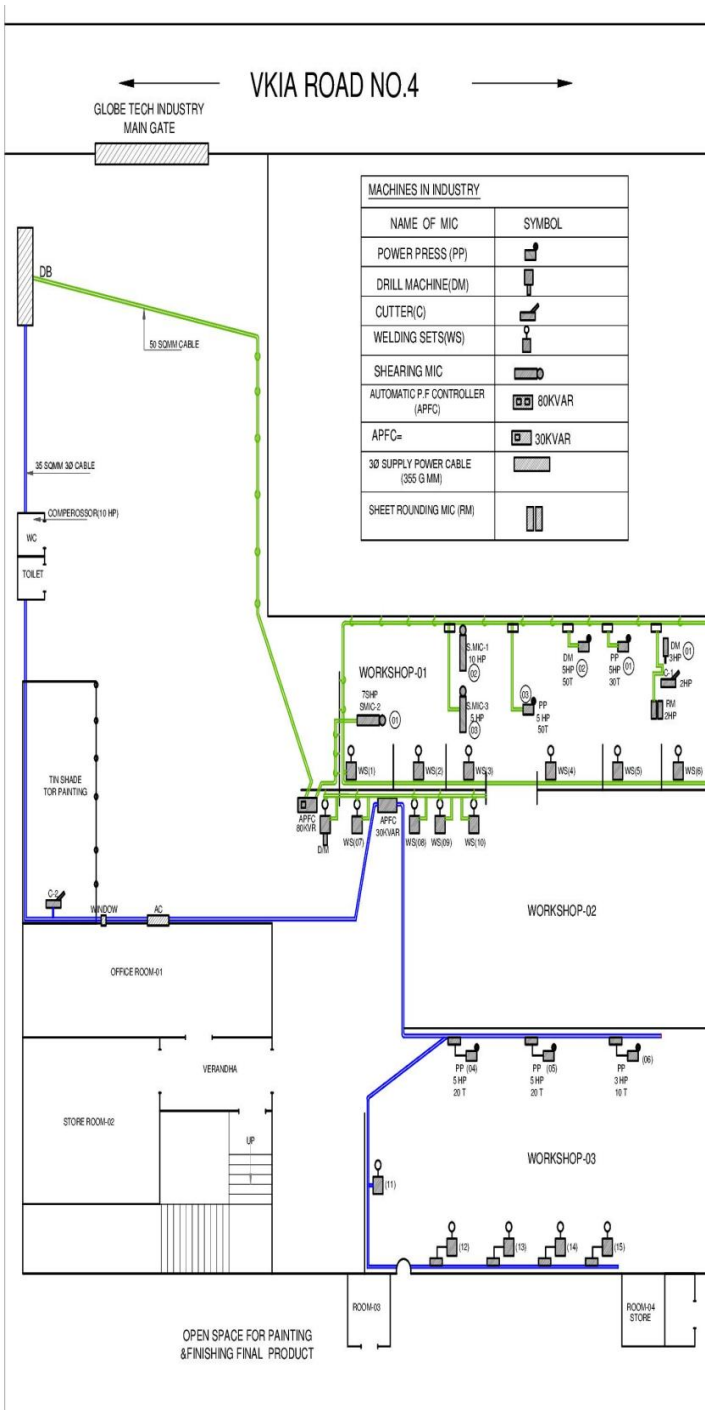 VKIA ROAD NO.4
GLOBE TECH INDUSTRY
MAIN GATE
MACHINES IN INDUSTRY
NAME OF MIC SYMBOL
POWER PRESS (PP)
DRILL MACHINE(DM)
CUTTER(C)
WELDING SETS(WS)
SHEARING MIC
AUTOMATIC P.F CONTROLLER
(APFC)
80KVAR
APFC= 30KVAR
3Ø SUPPLY POWER CABLE
(355 G MM)
SHEET ROUNDING MIC (RM)
DB
50 SQMM CABLE
35 SQMM 3Ø CABLE
COMPEROSSOR(10 HP)
WC
TOILET
WORKSHOP-01
7SHP
SMIC-2
01
S.MIC-1
10 HP
02
S.MIC-3
5 HP
03
03
PP
5 HP
50T
DM
5HP
50T
02
PP
5HP
30T
01
DM
3HP
01
C-1
2HP
RM
2HP
WS(1)
WS(2)
WS(3)
WS(4)
WS(5)
WS(6)
TIN SHADE
TOR PAINTING
APFC
80KVR
D/M
WS(07)
APFC
30KVAR
WS(08)
WS(09)
WS(10)
C-2
WINDOW
AC
WORKSHOP-02
OFFICE ROOM-01
VERANDHA
STORE ROOM-02
UP
PP (04)
5 HP
20 T
PP (05)
5 HP
20 T
PP (06)
3 HP
10 T
WORKSHOP-03
(11)
(12)
(13)
(14)
(15)
ROOM-03
ROOM-04
STORE
OPEN SPACE FOR PAINTING
&FINISHING FINAL PRODUCT